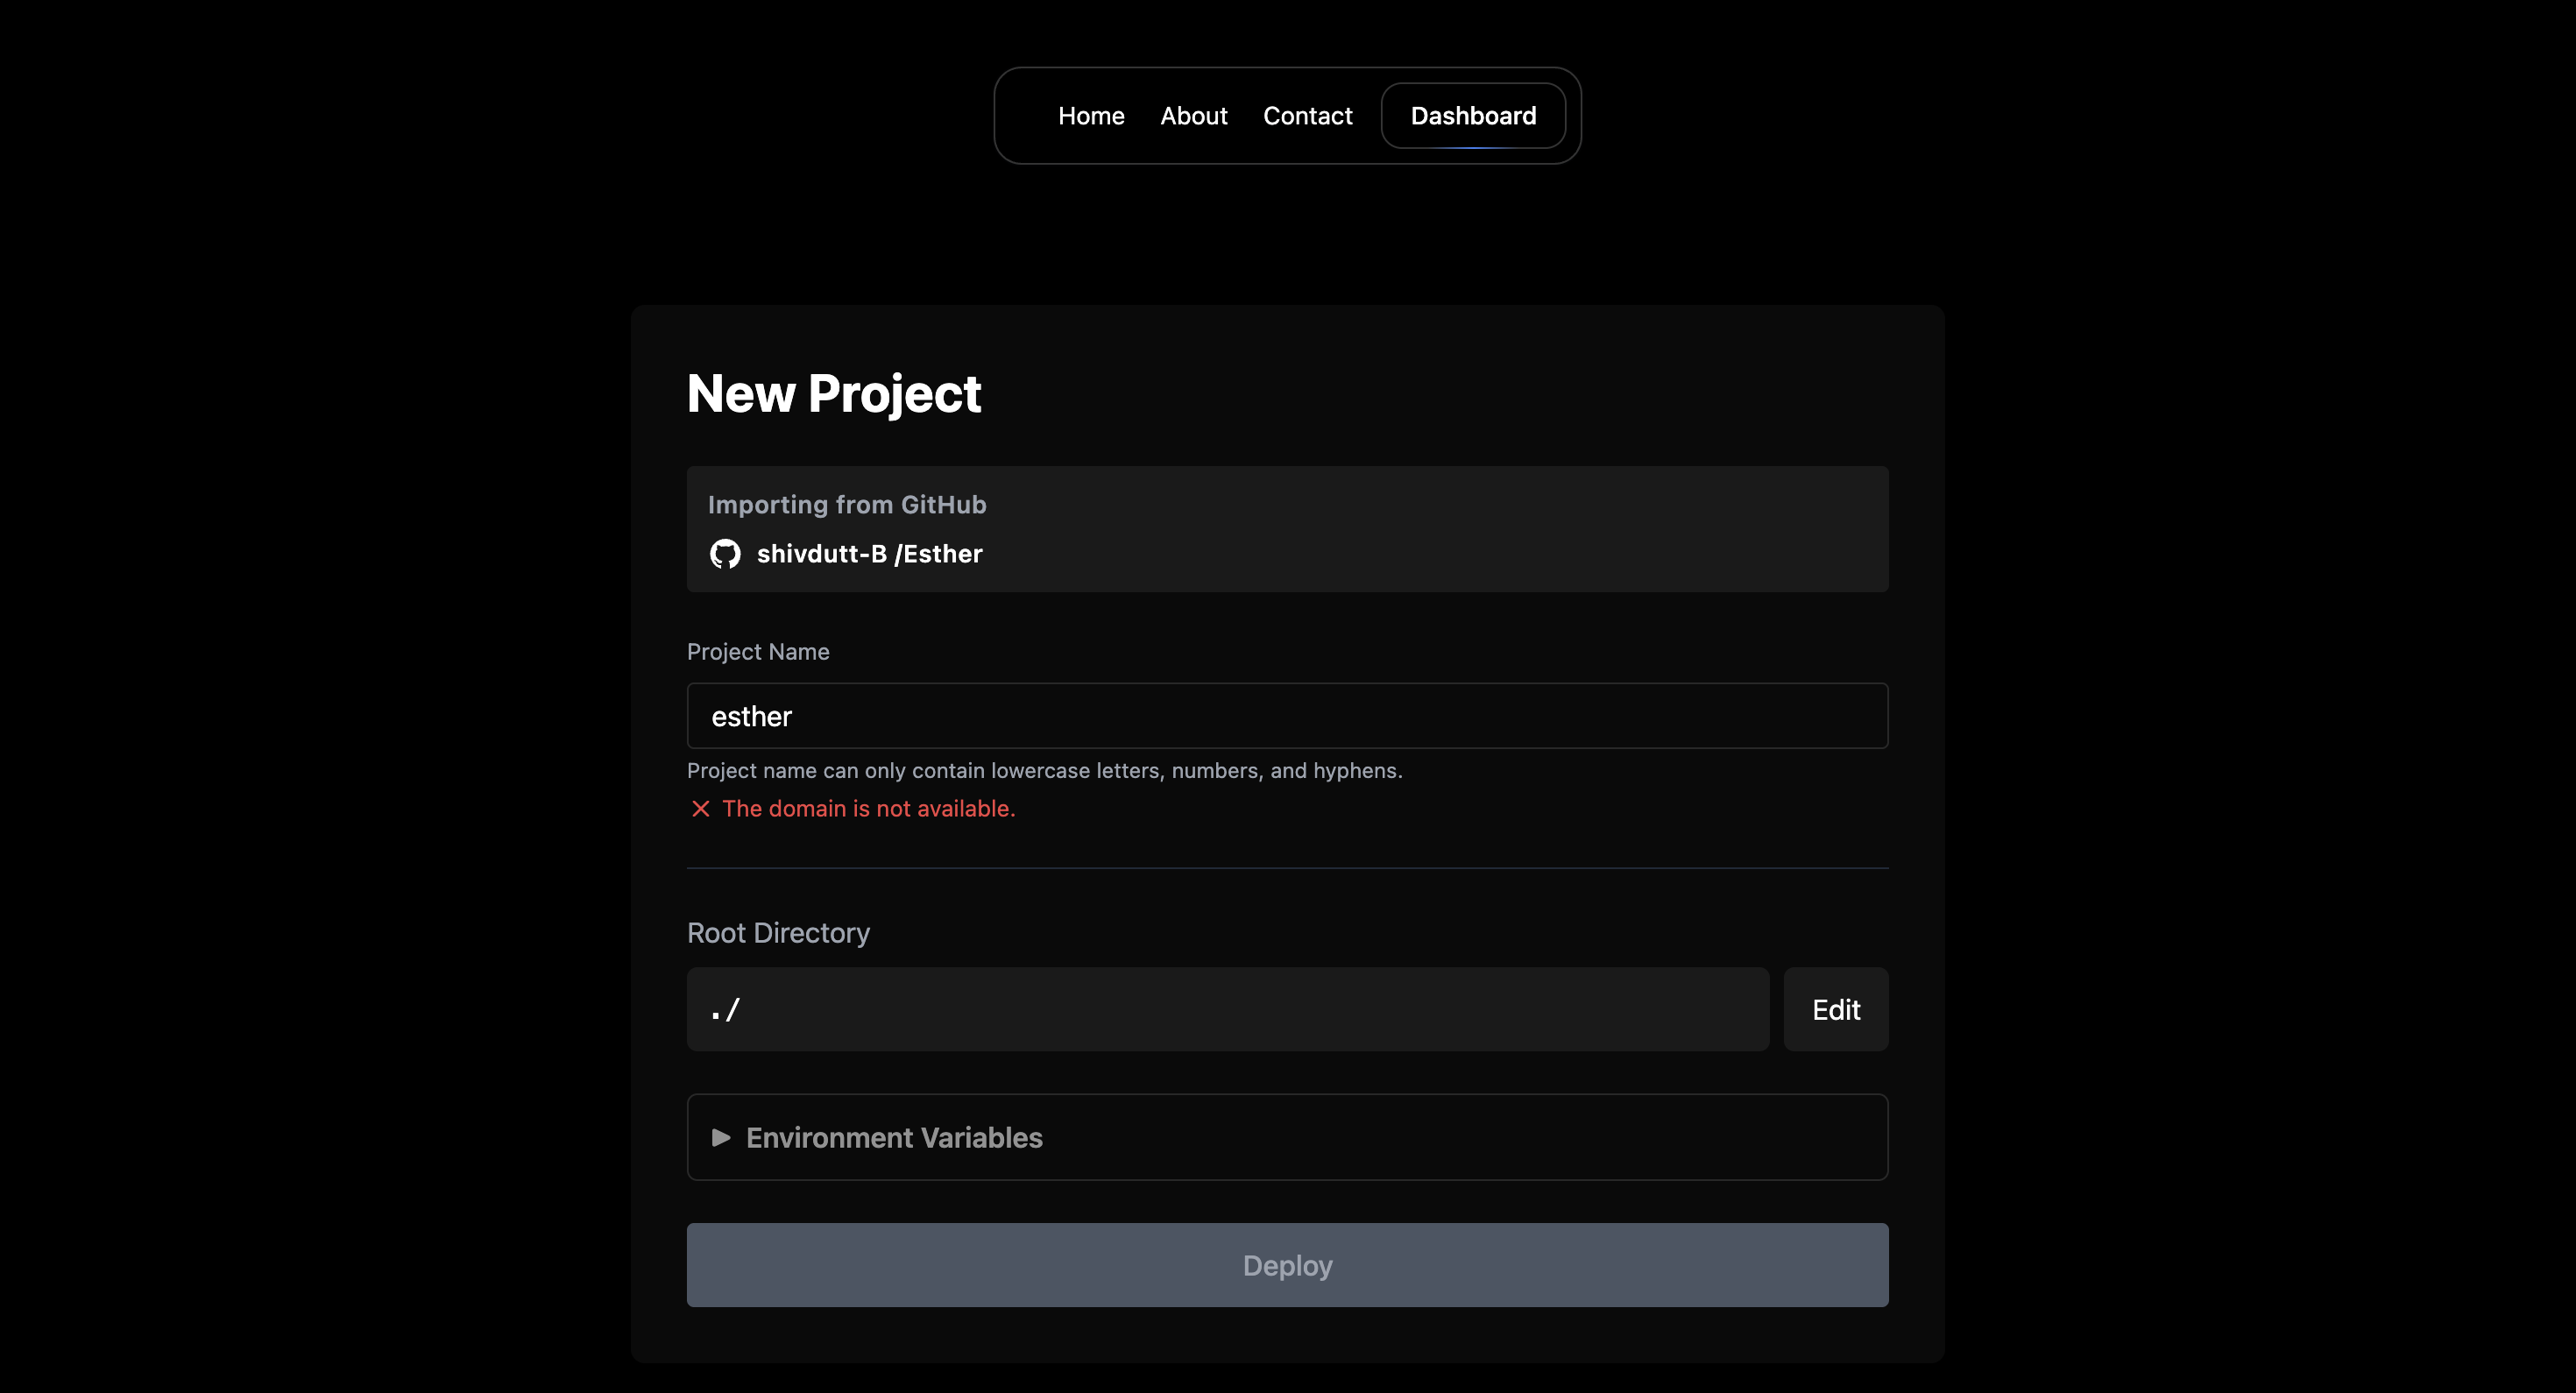 Home About Contact Dashboard
New Project
Importing from GitHub
shivdutt-B /Esther
Project Name
esther
Project name can only contain lowercase letters, numbers, and hyphens.
The domain is not available.
Root Directory
./
Edit
Environment Variables
Deploy